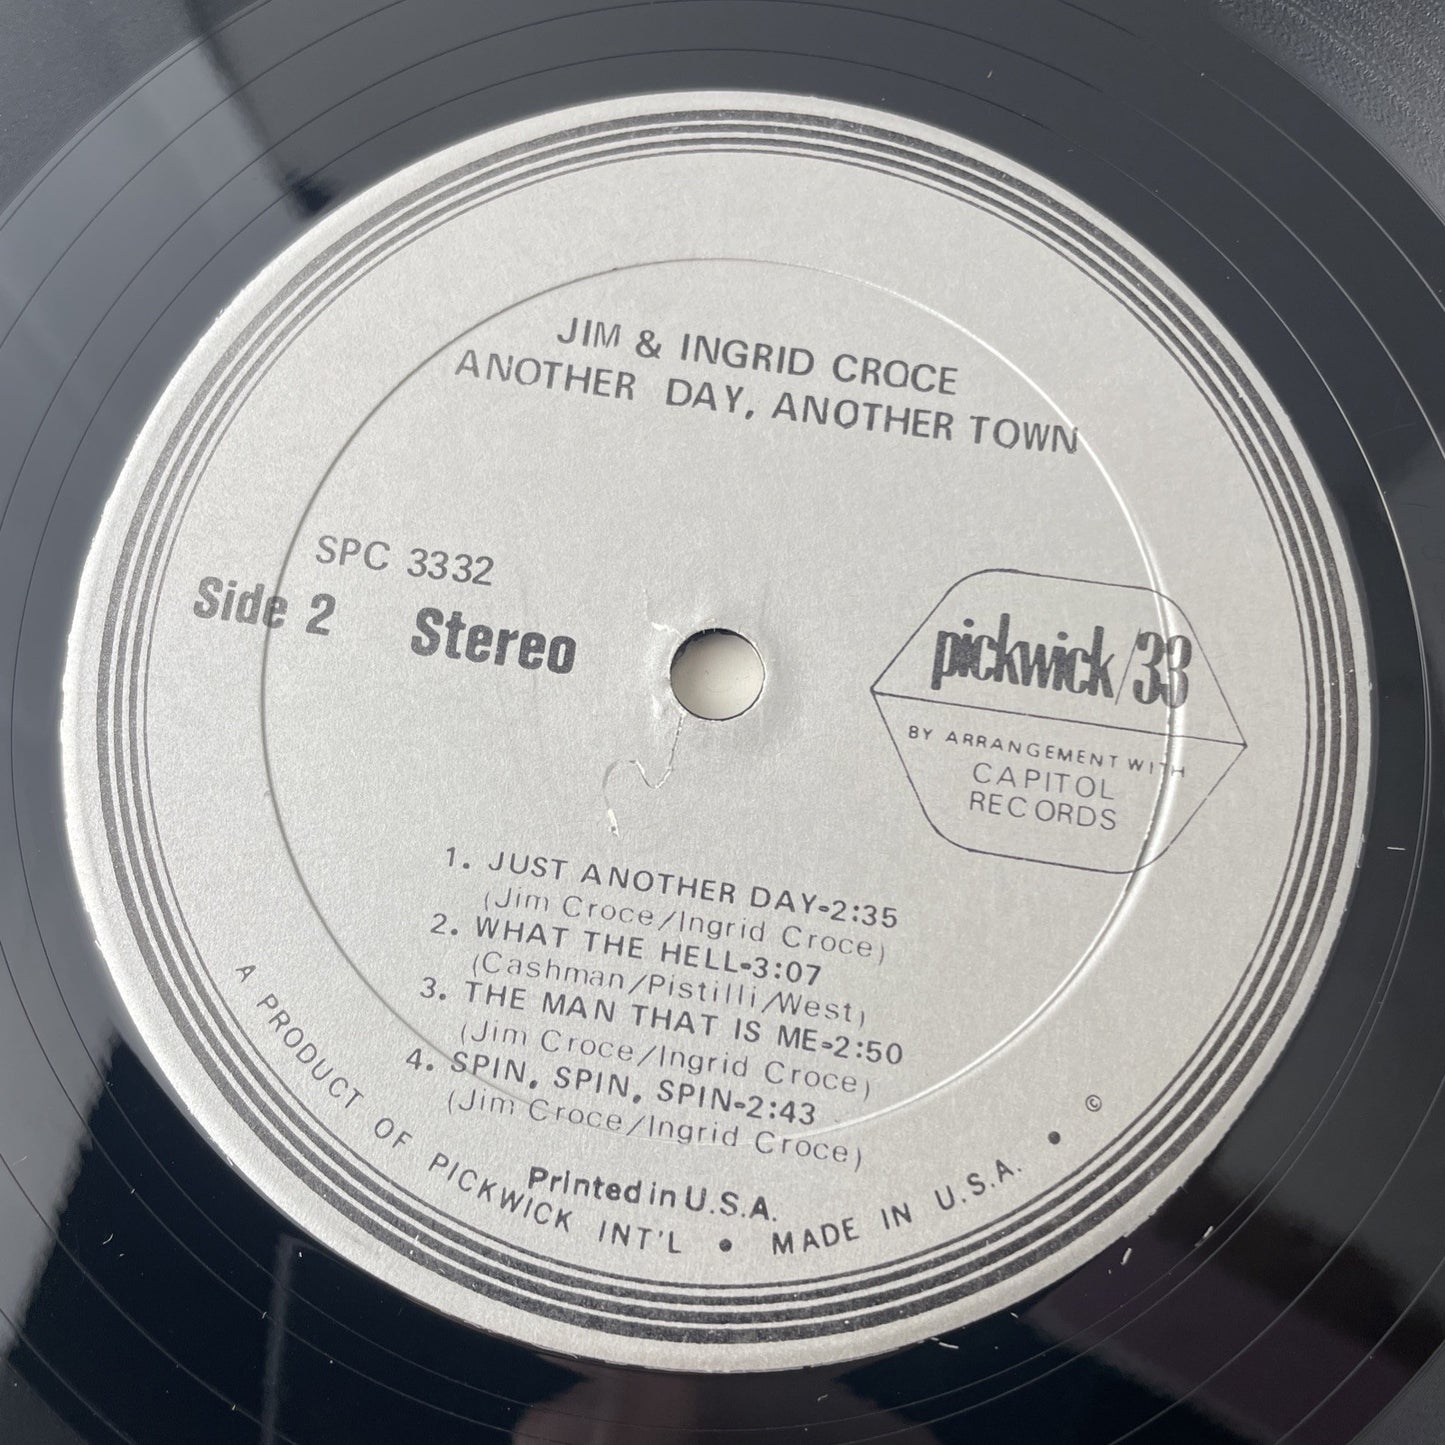 JIM & INGRID CROCE
ANOTHER DAY, ANOTHER TOWN
SPC 3332
Side 2 Stereo
pickwick/33
BY ARRANGEMENT WITH
CAPITOL
RECORDS
1. JUST ANOTHER DAY-2:35
(Jim Croce/Ingrid Croce)
2. WHAT THE HELL-3:07
(Cashman/Pistilli/West)
3. THE MAN THAT IS ME-2:50
(Jim Croce/Ingrid Croce)
4. SPIN, SPIN, SPIN-2:43
(Jim Croce/Ingrid Croce)
Printed in U.S.A.
A PRODUCT OF PICKWICK INT'L • MADE IN U.S.A. • ©